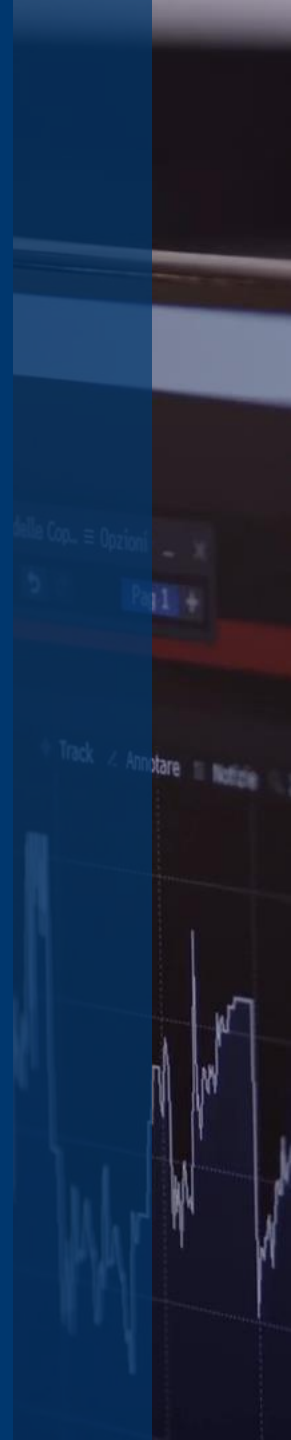 delle Cop.. ≡ Opzioni _ x
Pag 1 +
Track Annotare Notizie